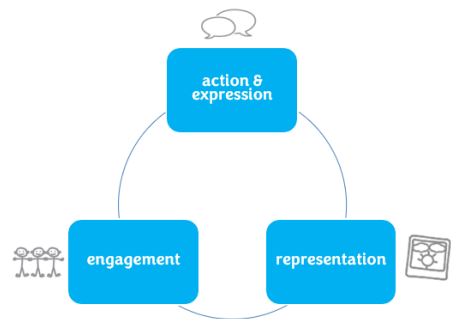 action &
expression
engagement
representation